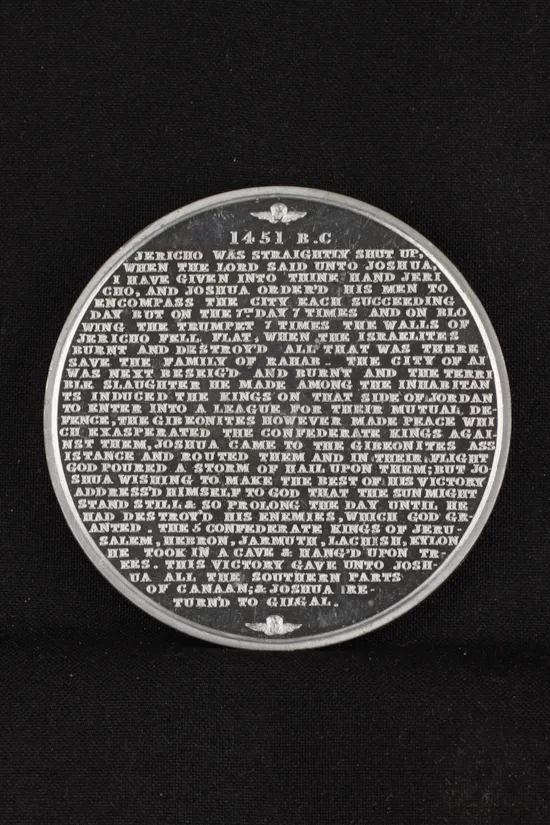 1451 B.C
JERICHO WAS STRAIGHTLY SHUT UP,
WHEN THE LORD SAID UNTO JOSHUA,
I HAVE GIVEN INTO THINE HAND JERI
CHO, AND JOSHUA ORDER'D HIS MEN TO
ENCOMPASS THE CITY EACH SUCCEEDING
DAY BUT ON THE 7TH DAY 7 TIMES AND ON BLO
WING THE TRUMPET 7 TIMES THE WALLS OF
JERICHO FELL FLAT, WHEN THE ISRAELITES
BURNT AND DESTROY'D ALL THAT WAS THERE
SAVE THE FAMILY OF RAHAB. THE CITY OF AI
WAS NEXT BESEIG'D AND BURNT AND THE TERRI
BLE SLAUGHTER HE MADE AMONG THE INHABITAN
TS INDUCED THE KINGS ON THAT SIDE OF JORDAN
TO ENTER INTO A LEAGUE FOR THEIR MUTUAL DE-
FENCE, THE GIBEONITES HOWEVER MADE PEACE WHI
CH EXASPERATED THE CONFEDERATE KINGS AGAI-
NST THEM, JOSHUA CAME TO THE GIBEONITES ASS
ISTANCE AND ROUTED THEM AND IN THEIR FLIGHT
GOD POURED A STORM OF HAIL UPON THEM; BUT JO-
SHUA WISHING TO MAKE THE BEST OF HIS VICTORY
ADDRESS'D HIMSELF TO GOD THAT THE SUN MIGHT
STAND STILL & SO PROLONG THE DAY UNTIL HE
HAD DESTROY'D HIS ENEMIES, WHICH GOD GR-
ANTED. THE 5 CONFEDERATE KINGS OF JERU-
SALEM, HEBRON, JARMUTH, LACHISH, EYLON,
HE TOOK IN A CAVE & HANG'D UPON TR-
EES. THIS VICTORY GAVE UNTO JOSH-
UA ALL THE SOUTHERN PARTS
OF CANAAN; & JOSHUA RE-
TURN'D TO GILGAL.